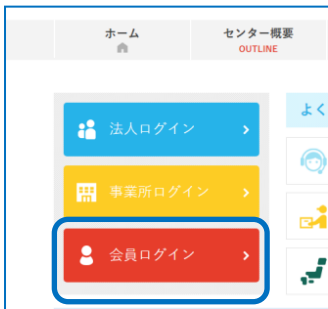 ホーム
センター概要
OUTLINE
よく
法人ログイン
事業所ログイン
会員ログイン